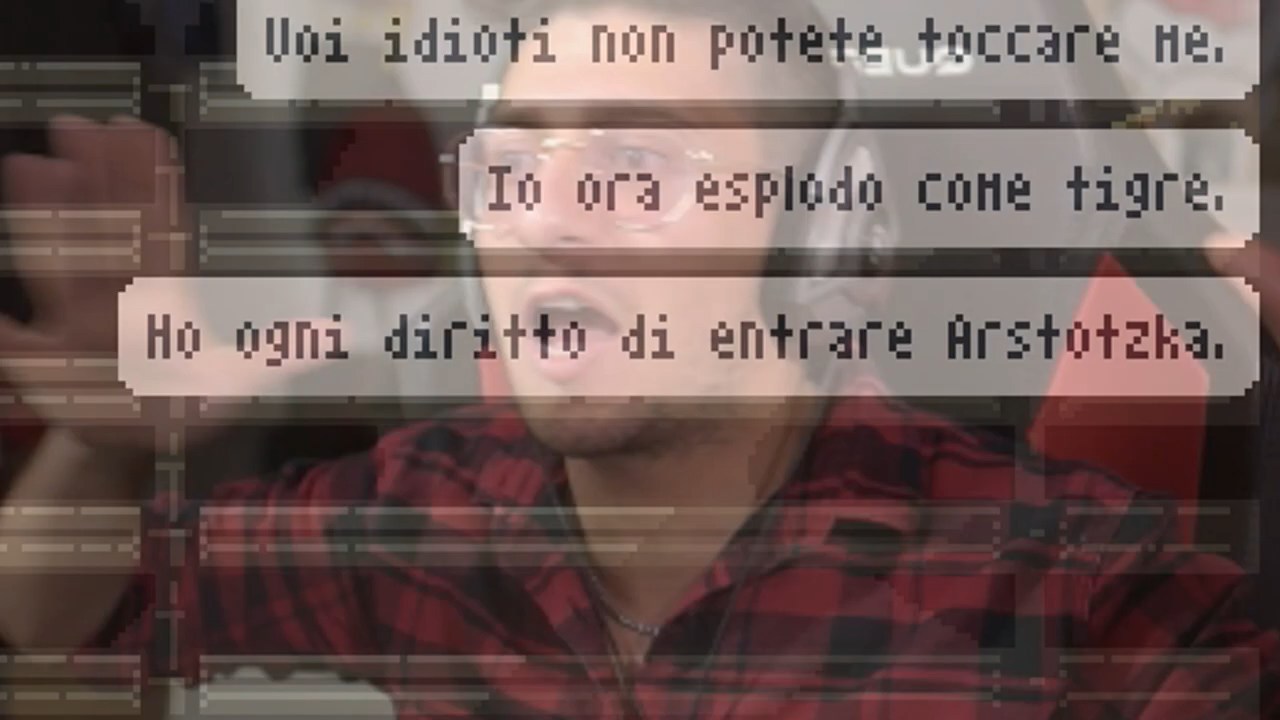 Voi idioti non potete toccare me.
Io ora esplodo come tigre.
Ho ogni diritto di entrare Arstotzka.